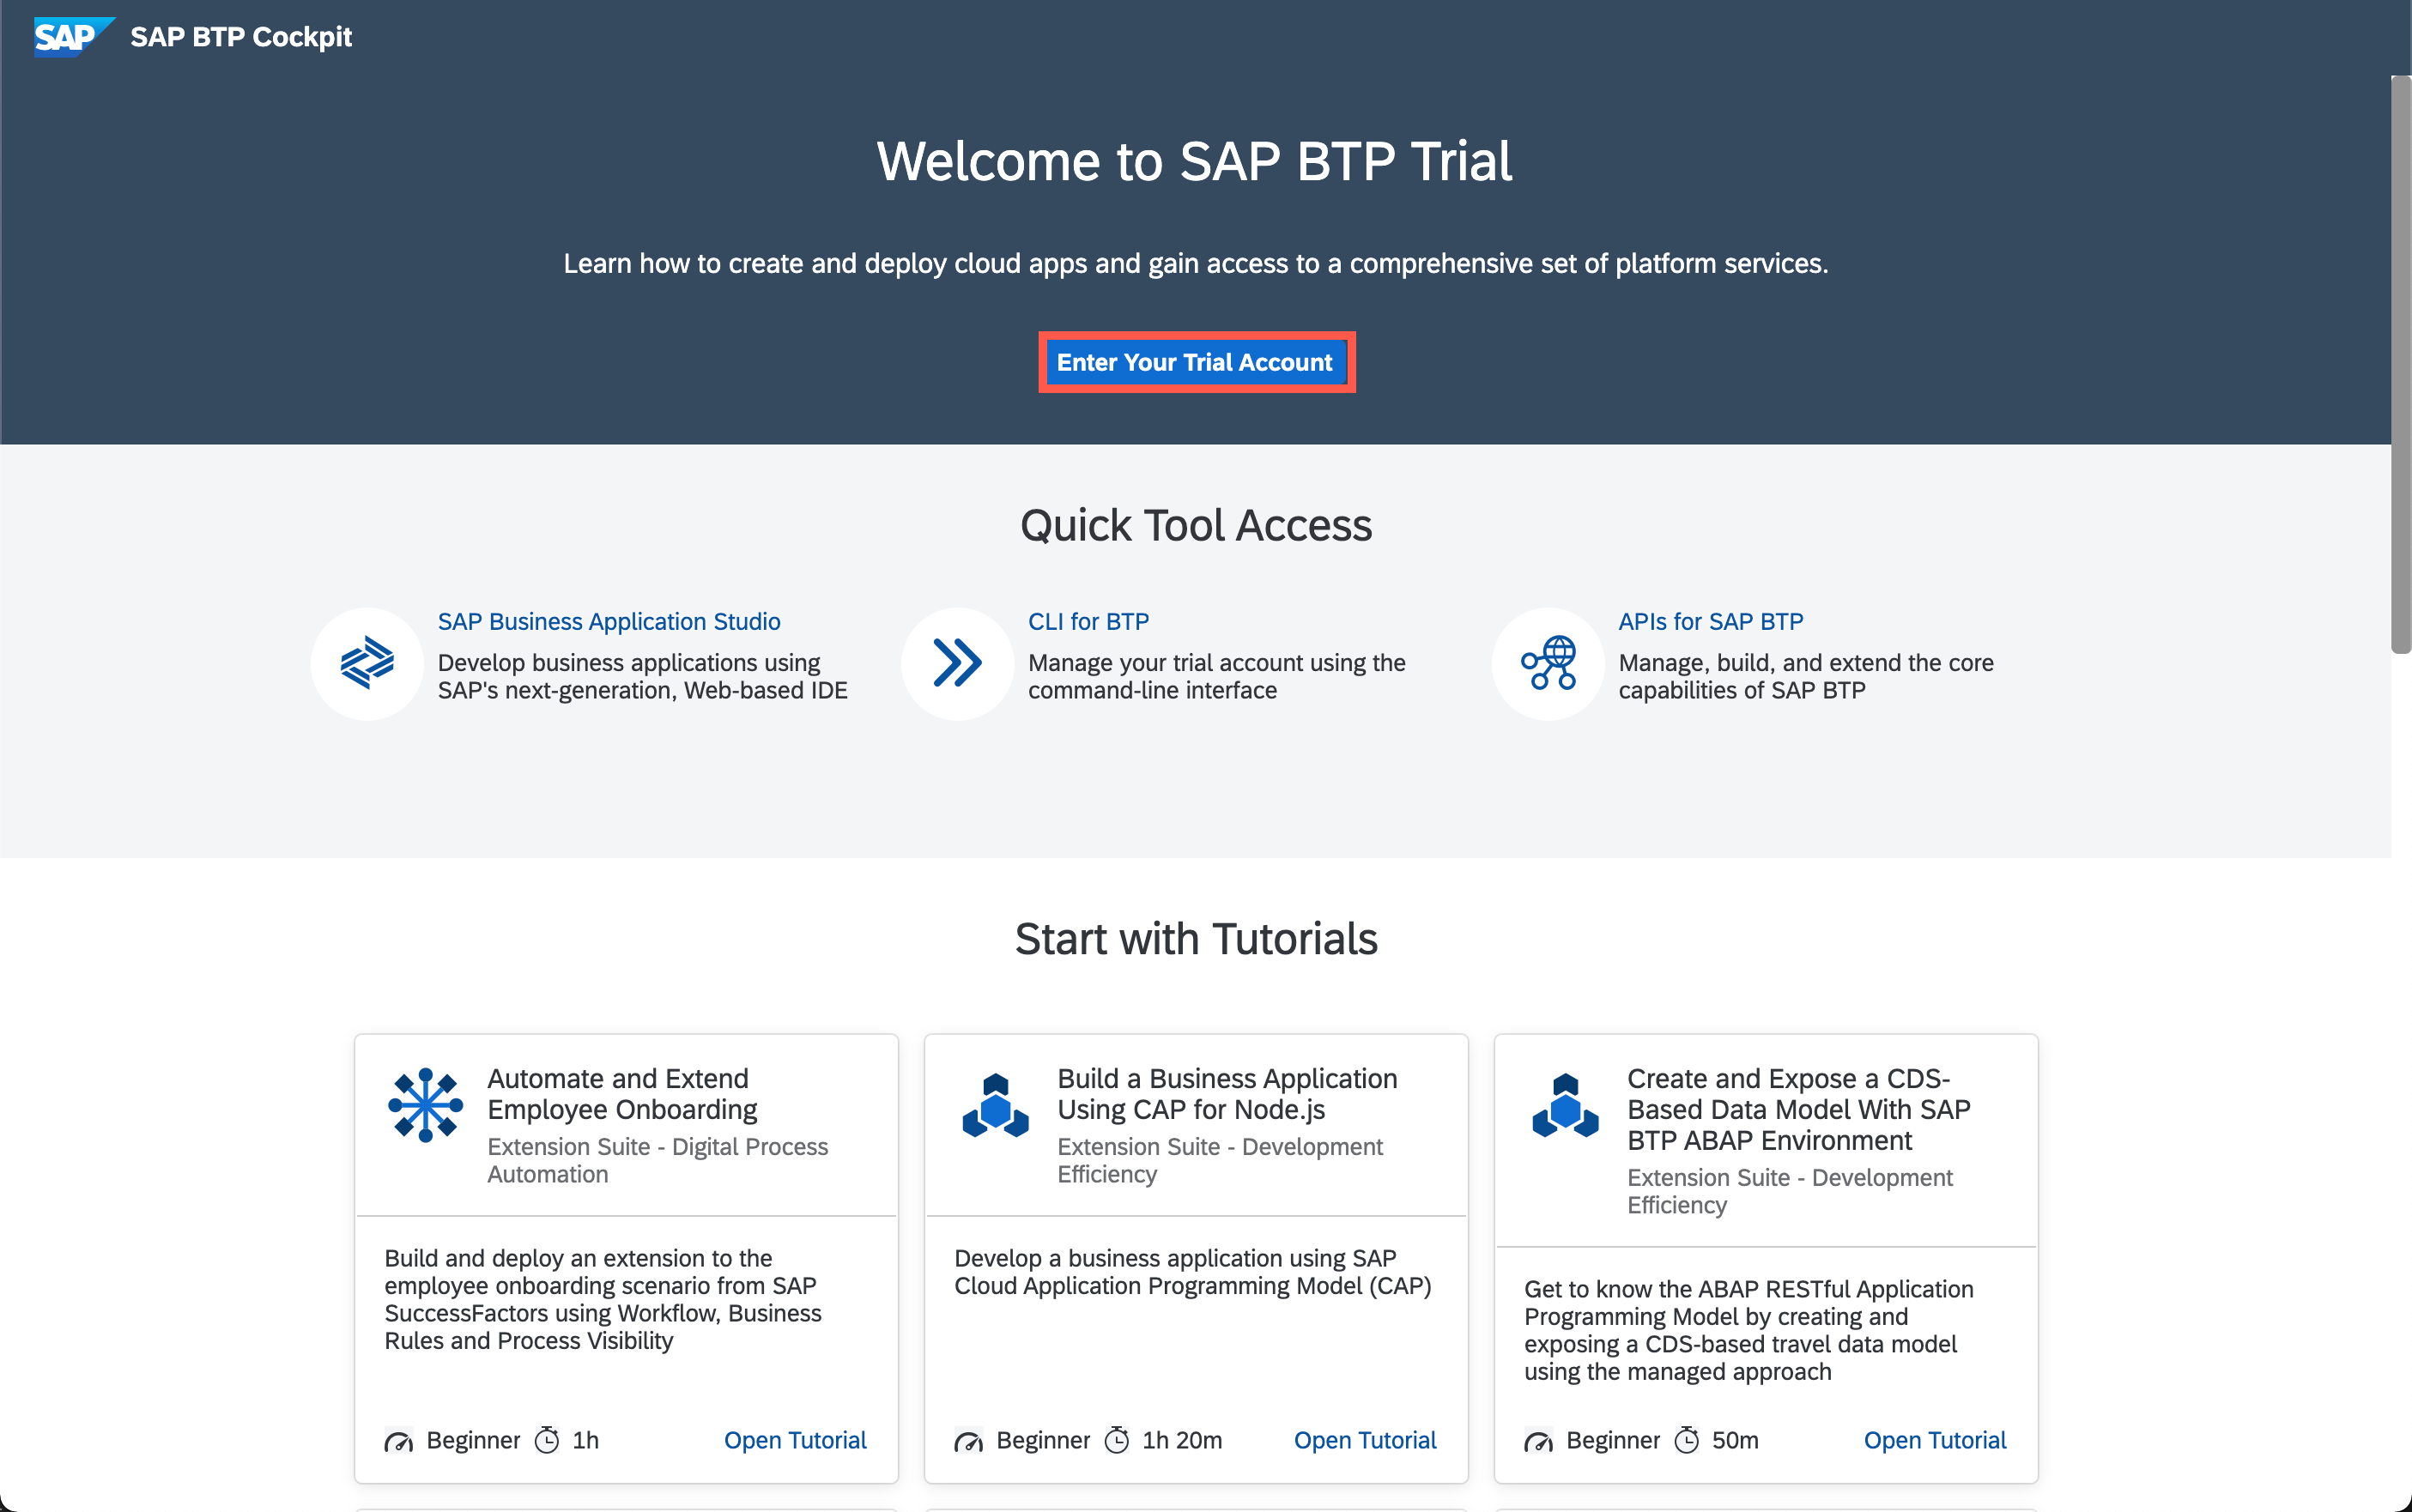 SAP SAP BTP Cockpit
Welcome to SAP BTP Trial
Learn how to create and deploy cloud apps and gain access to a comprehensive set of platform services.
Enter Your Trial Account
Quick Tool Access
SAP Business Application Studio
Develop business applications using
SAP's next-generation, Web-based IDE
CLI for BTP
Manage your trial account using the
command-line interface
APIs for SAP BTP
Manage, build, and extend the core
capabilities of SAP BTP
Start with Tutorials
Automate and Extend
Employee Onboarding
Extension Suite - Digital Process
Automation
Build and deploy an extension to the
employee onboarding scenario from SAP
SuccessFactors using Workflow, Business
Rules and Process Visibility
Beginner 1h Open Tutorial
Build a Business Application
Using CAP for Node.js
Extension Suite - Development
Efficiency
Develop a business application using SAP
Cloud Application Programming Model (CAP)
Beginner 1h 20m Open Tutorial
Create and Expose a CDS-
Based Data Model With SAP
BTP ABAP Environment
Extension Suite - Development
Efficiency
Get to know the ABAP RESTful Application
Programming Model by creating and
exposing a CDS-based travel data model
using the managed approach
Beginner 50m Open Tutorial